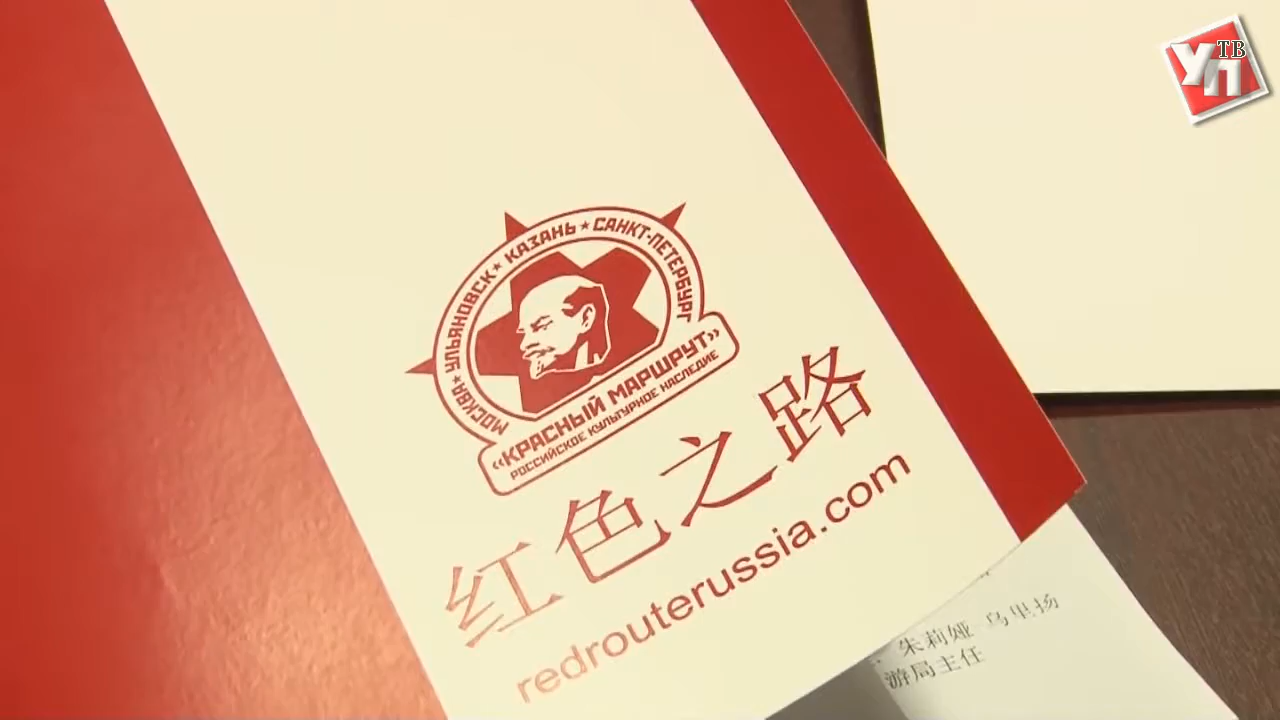 УП ТВ
МОСКВА★УЛЬЯНОВСК★КАЗАНЬ★САНКТ-ПЕТЕРБУРГ
«КРАСНЫЙ МАРШРУТ»
РОССИЙСКОЕ КУЛЬТУРНОЕ НАСЛЕДИЕ
红色之路
redrouterussia.com
朱莉娅 乌里扬
游局主任